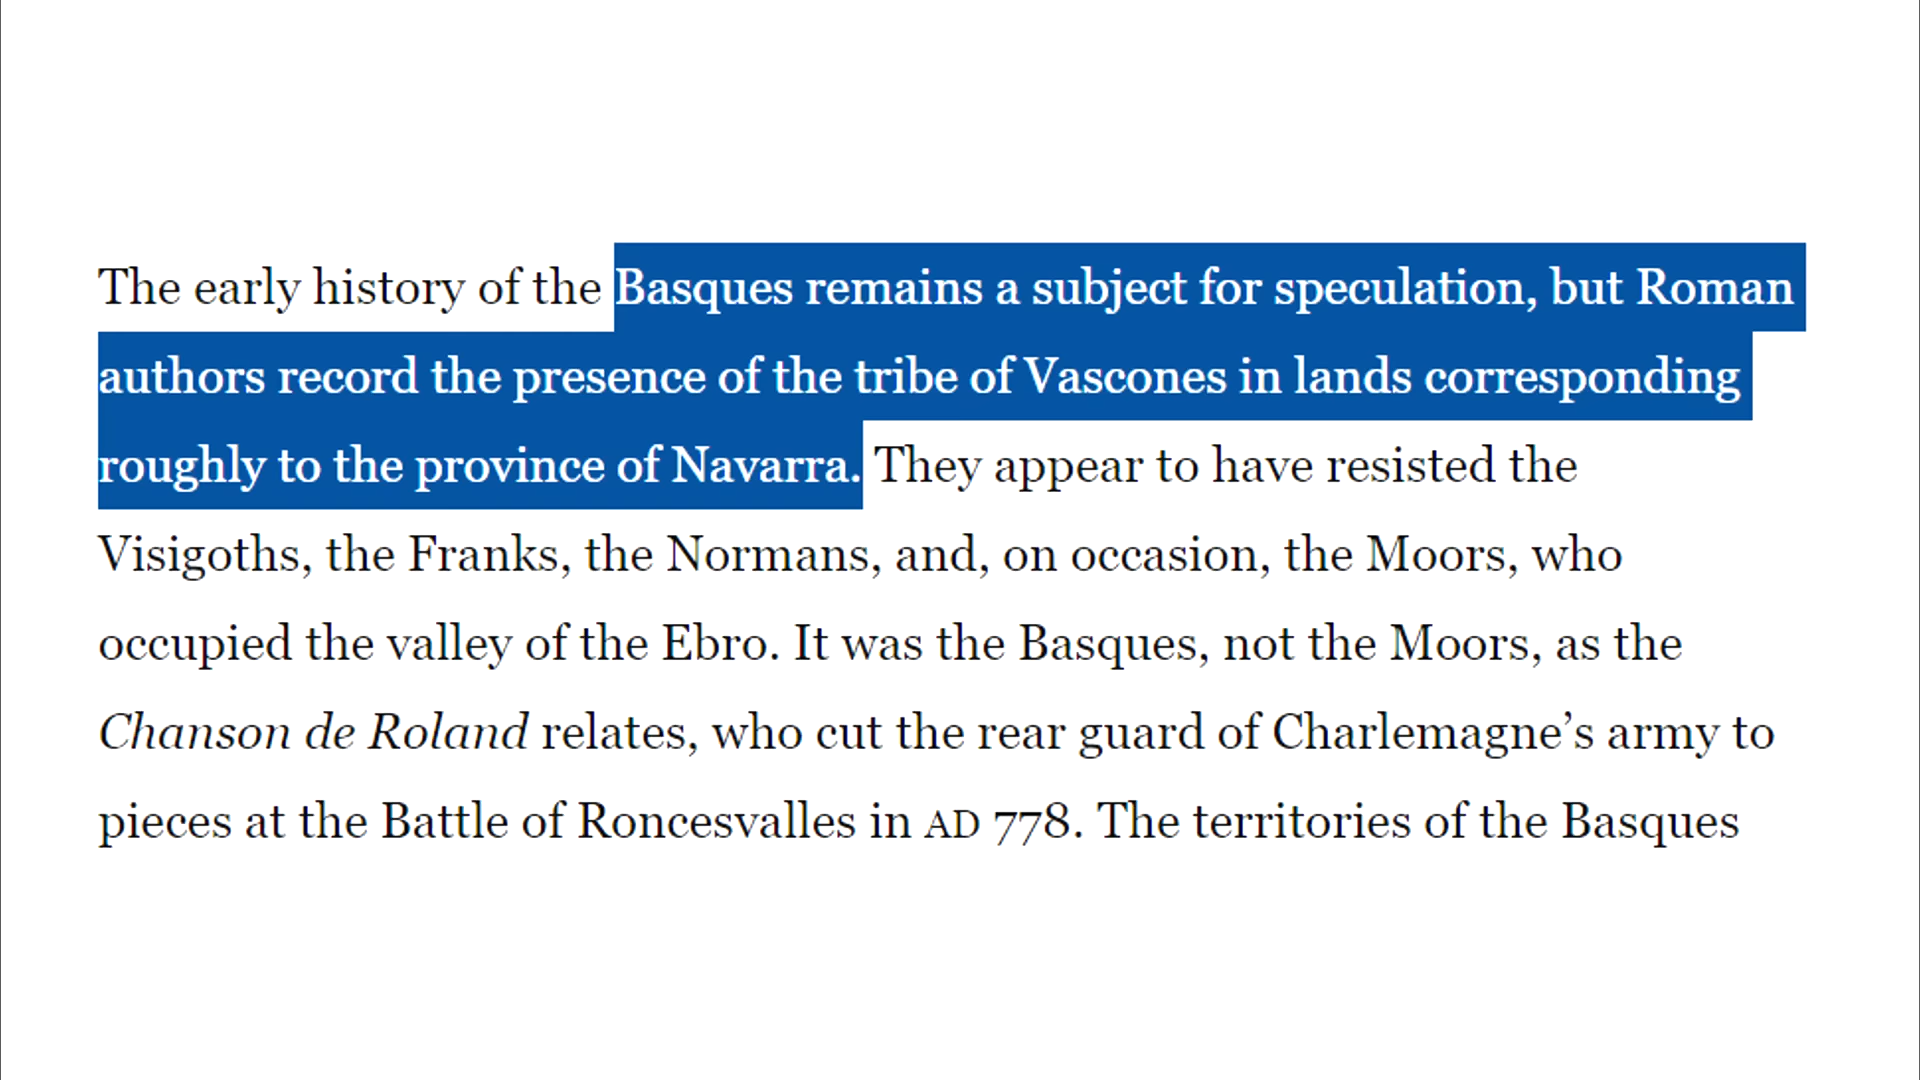 The early history of the Basques remains a subject for speculation, but Roman
authors record the presence of the tribe of Vascones in lands corresponding
roughly to the province of Navarra. They appear to have resisted the
Visigoths, the Franks, the Normans, and, on occasion, the Moors, who
occupied the valley of the Ebro. It was the Basques, not the Moors, as the
Chanson de Roland relates, who cut the rear guard of Charlemagne’s army to
pieces at the Battle of Roncesvalles in AD 778. The territories of the Basques